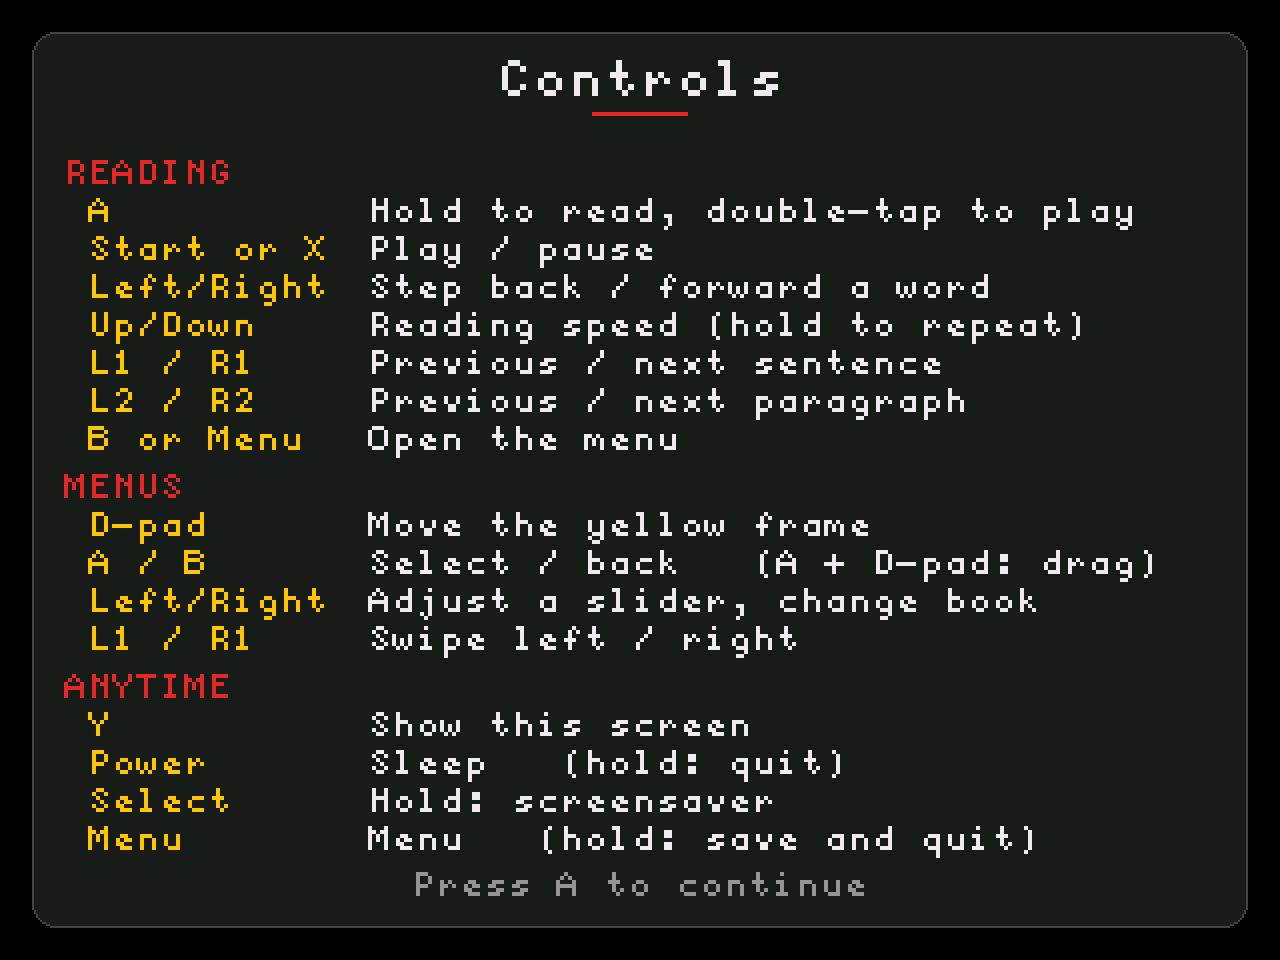 Controls
READING
A Hold to read, double-tap to play
Start or X Play / pause
Left/Right Step back / forward a word
Up/Down Reading speed (hold to repeat)
L1 / R1 Previous / next sentence
L2 / R2 Previous / next paragraph
B or Menu Open the menu
MENUS
D-pad Move the yellow frame
A / B Select / back (A + D-pad: drag)
Left/Right Adjust a slider, change book
L1 / R1 Swipe left / right
ANYTIME
Y Show this screen
Power Sleep (hold: quit)
Select Hold: screensaver
Menu Menu (hold: save and quit)
Press A to continue